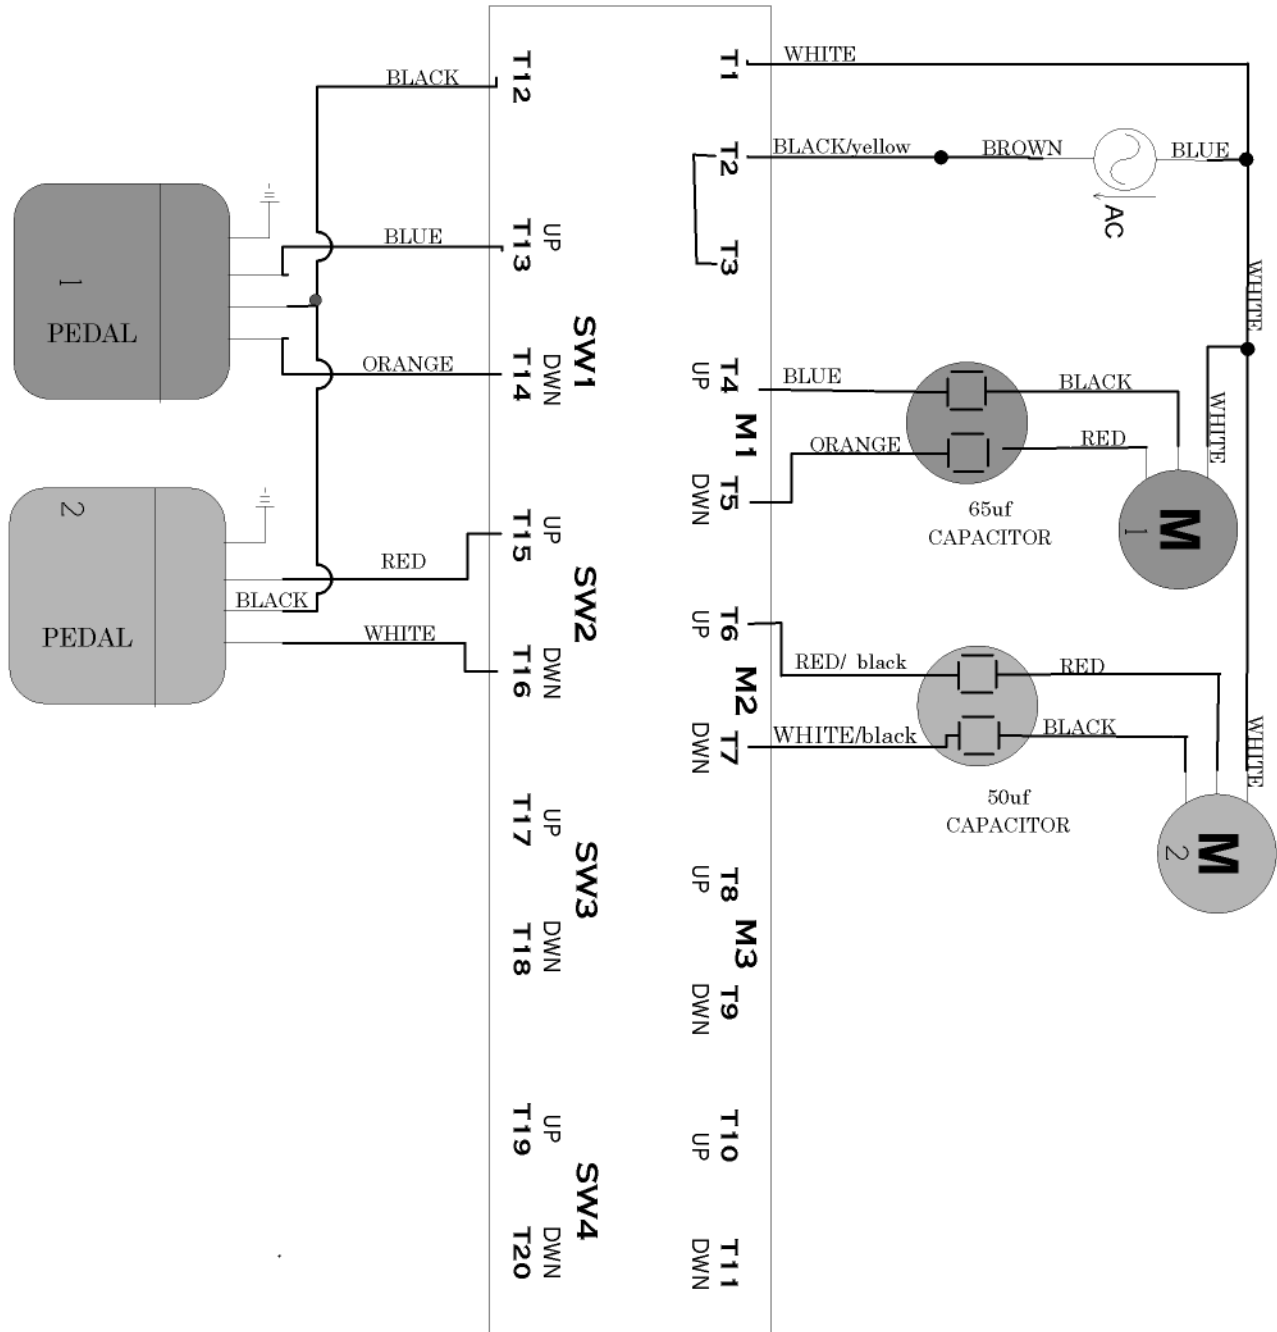 T12
BLACK
T13
UP
BLUE
SW1
T14
DWN
ORANGE
1
PEDAL
T15
UP
RED
SW2
BLACK
T16
DWN
WHITE
2
PEDAL
T17
UP
SW3
T18
DWN
T19
UP
SW4
T20
DWN
T1
WHITE
T2
BLACK/yellow
BROWN
BLUE
AC
T3
WHITE
T4
UP
BLUE
BLACK
WHITE
M1
ORANGE
RED
T5
DWN
65uf
CAPACITOR
M
1
T6
UP
RED/ black
RED
M2
T7
DWN
WHITE/black
BLACK
WHITE
50uf
CAPACITOR
M
2
T8
UP
M3
T9
DWN
T10
UP
T11
DWN